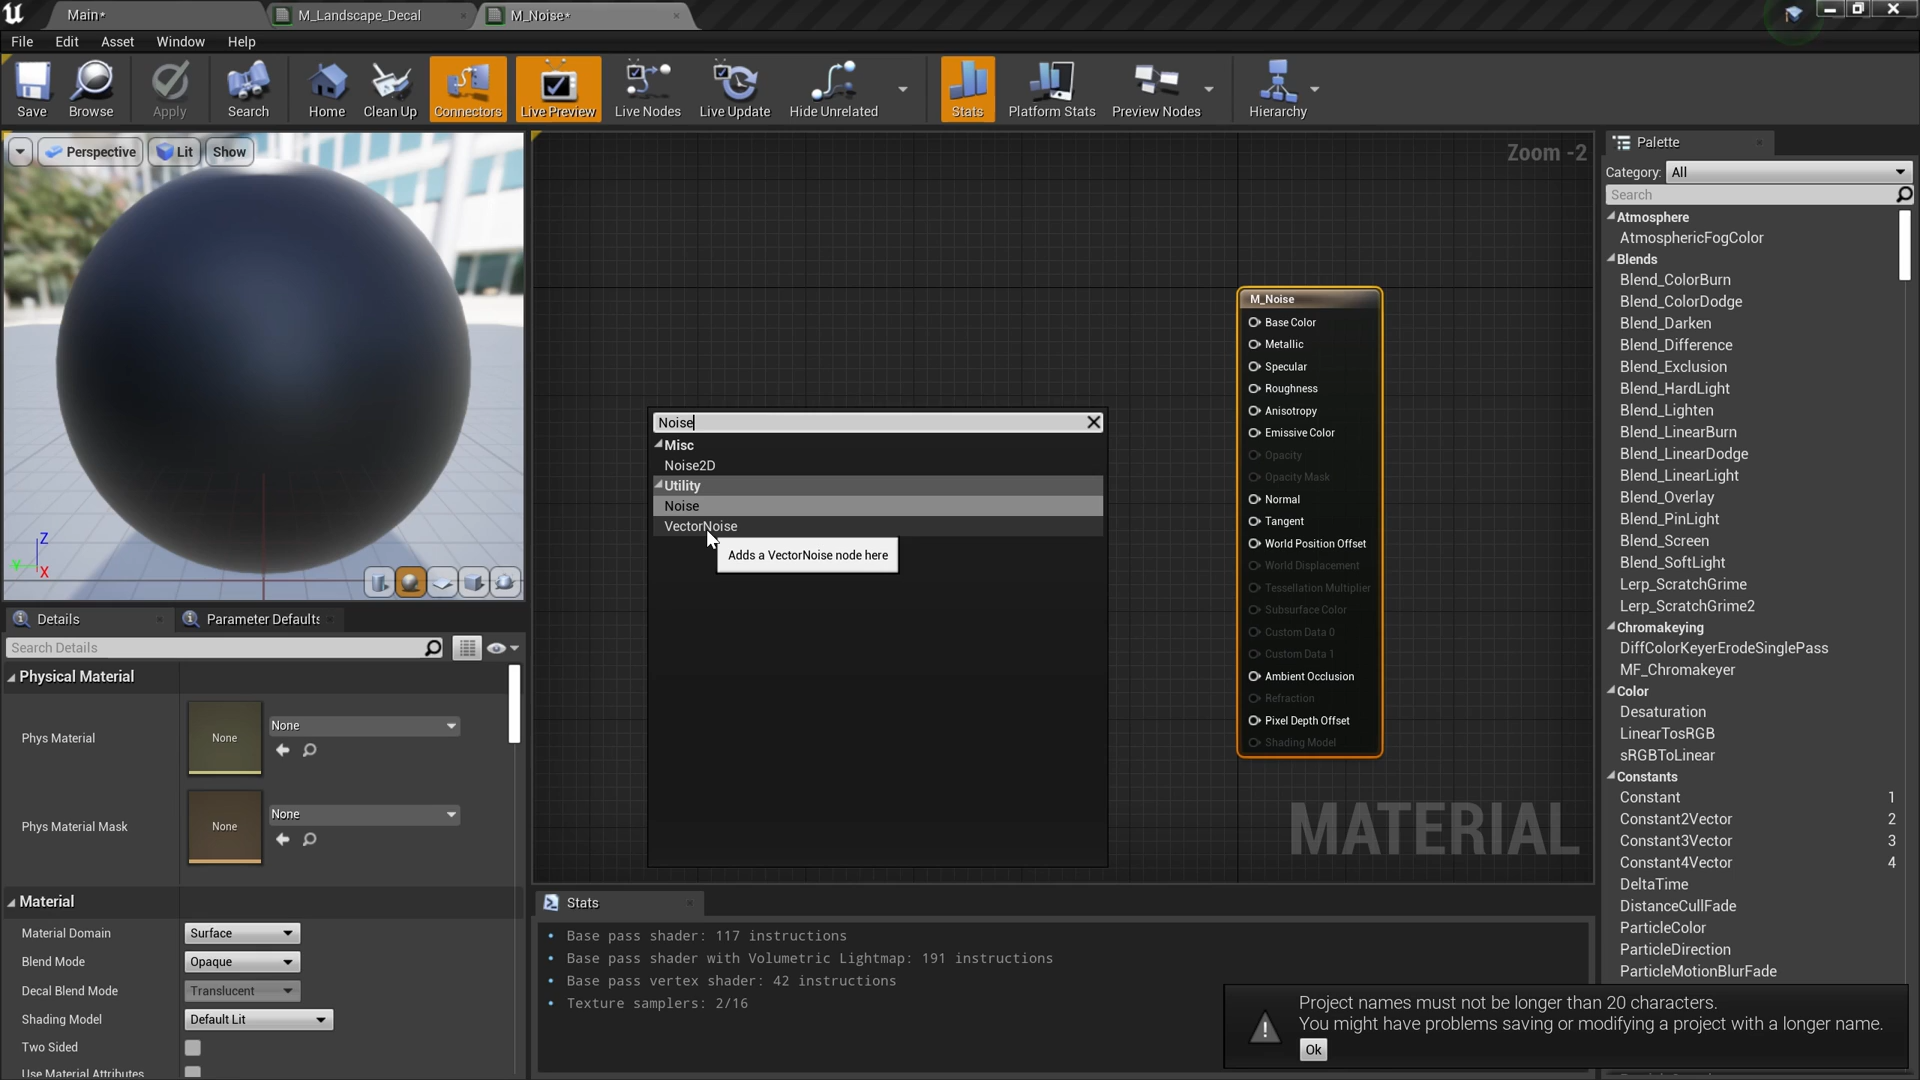 Main*
M_Landscape_Decal
M_Noise*
File Edit Asset Window Help
Save
Browse
Apply
Search
Home
Clean Up
Connectors
Live Preview
Live Nodes
Live Update
Hide Unrelated
Stats
Platform Stats
Preview Nodes
Hierarchy
Perspective
Lit
Show
Z
Y
X
Zoom -2
M_Noise
Base Color
Metallic
Specular
Roughness
Anisotropy
Emissive Color
Opacity
Opacity Mask
Normal
Tangent
World Position Offset
World Displacement
Tessellation Multiplier
Subsurface Color
Custom Data 0
Custom Data 1
Ambient Occlusion
Refraction
Pixel Depth Offset
Shading Model
Noise
Misc
Noise2D
Utility
Noise
VectorNoise
Adds a VectorNoise node here
MATERIAL
Details
Parameter Defaults
Search Details
Physical Material
Phys Material
None
None
Phys Material Mask
None
None
Material
Material Domain
Surface
Blend Mode
Opaque
Decal Blend Mode
Translucent
Shading Model
Default Lit
Two Sided
Use Material Attributes
Stats
Base pass shader: 117 instructions
Base pass shader with Volumetric Lightmap: 191 instructions
Base pass vertex shader: 42 instructions
Texture samplers: 2/16
Palette
Category: All
Search
Atmosphere
AtmosphericFogColor
Blends
Blend_ColorBurn
Blend_ColorDodge
Blend_Darken
Blend_Difference
Blend_Exclusion
Blend_HardLight
Blend_Lighten
Blend_LinearBurn
Blend_LinearDodge
Blend_LinearLight
Blend_Overlay
Blend_PinLight
Blend_Screen
Blend_SoftLight
Lerp_ScratchGrime
Lerp_ScratchGrime2
Chromakeying
DiffColorKeyerErodeSinglePass
MF_Chromakeyer
Color
Desaturation
LinearTosRGB
sRGBToLinear
Constants
Constant 1
Constant2Vector 2
Constant3Vector 3
Constant4Vector 4
DeltaTime
DistanceCullFade
ParticleColor
ParticleDirection
ParticleMotionBlurFade
Project names must not be longer than 20 characters.
You might have problems saving or modifying a project with a longer name.
Ok